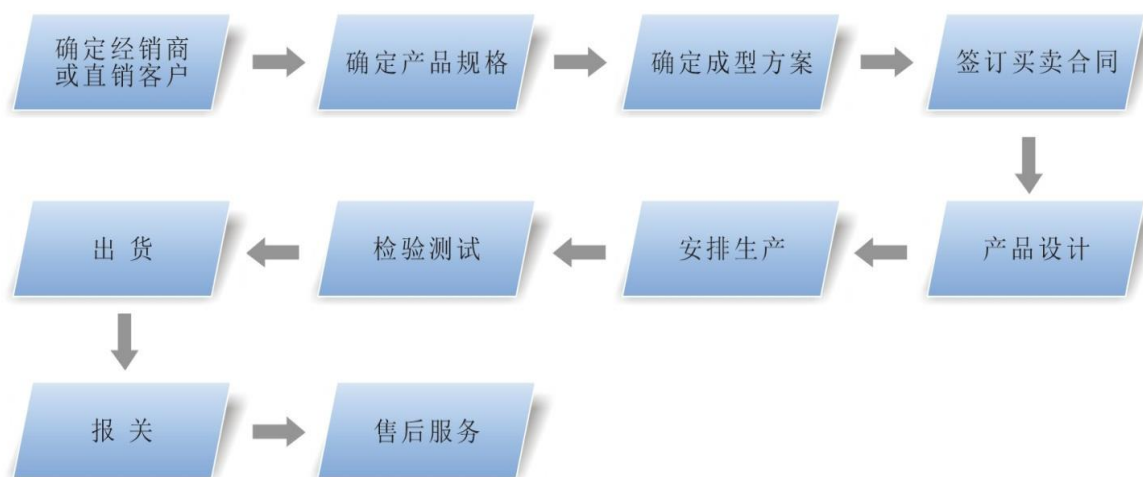 确定经销商
或直销客户
确定产品规格
确定成型方案
签订买卖合同
产品设计
安排生产
检验测试
出 货
报 关
售后服务